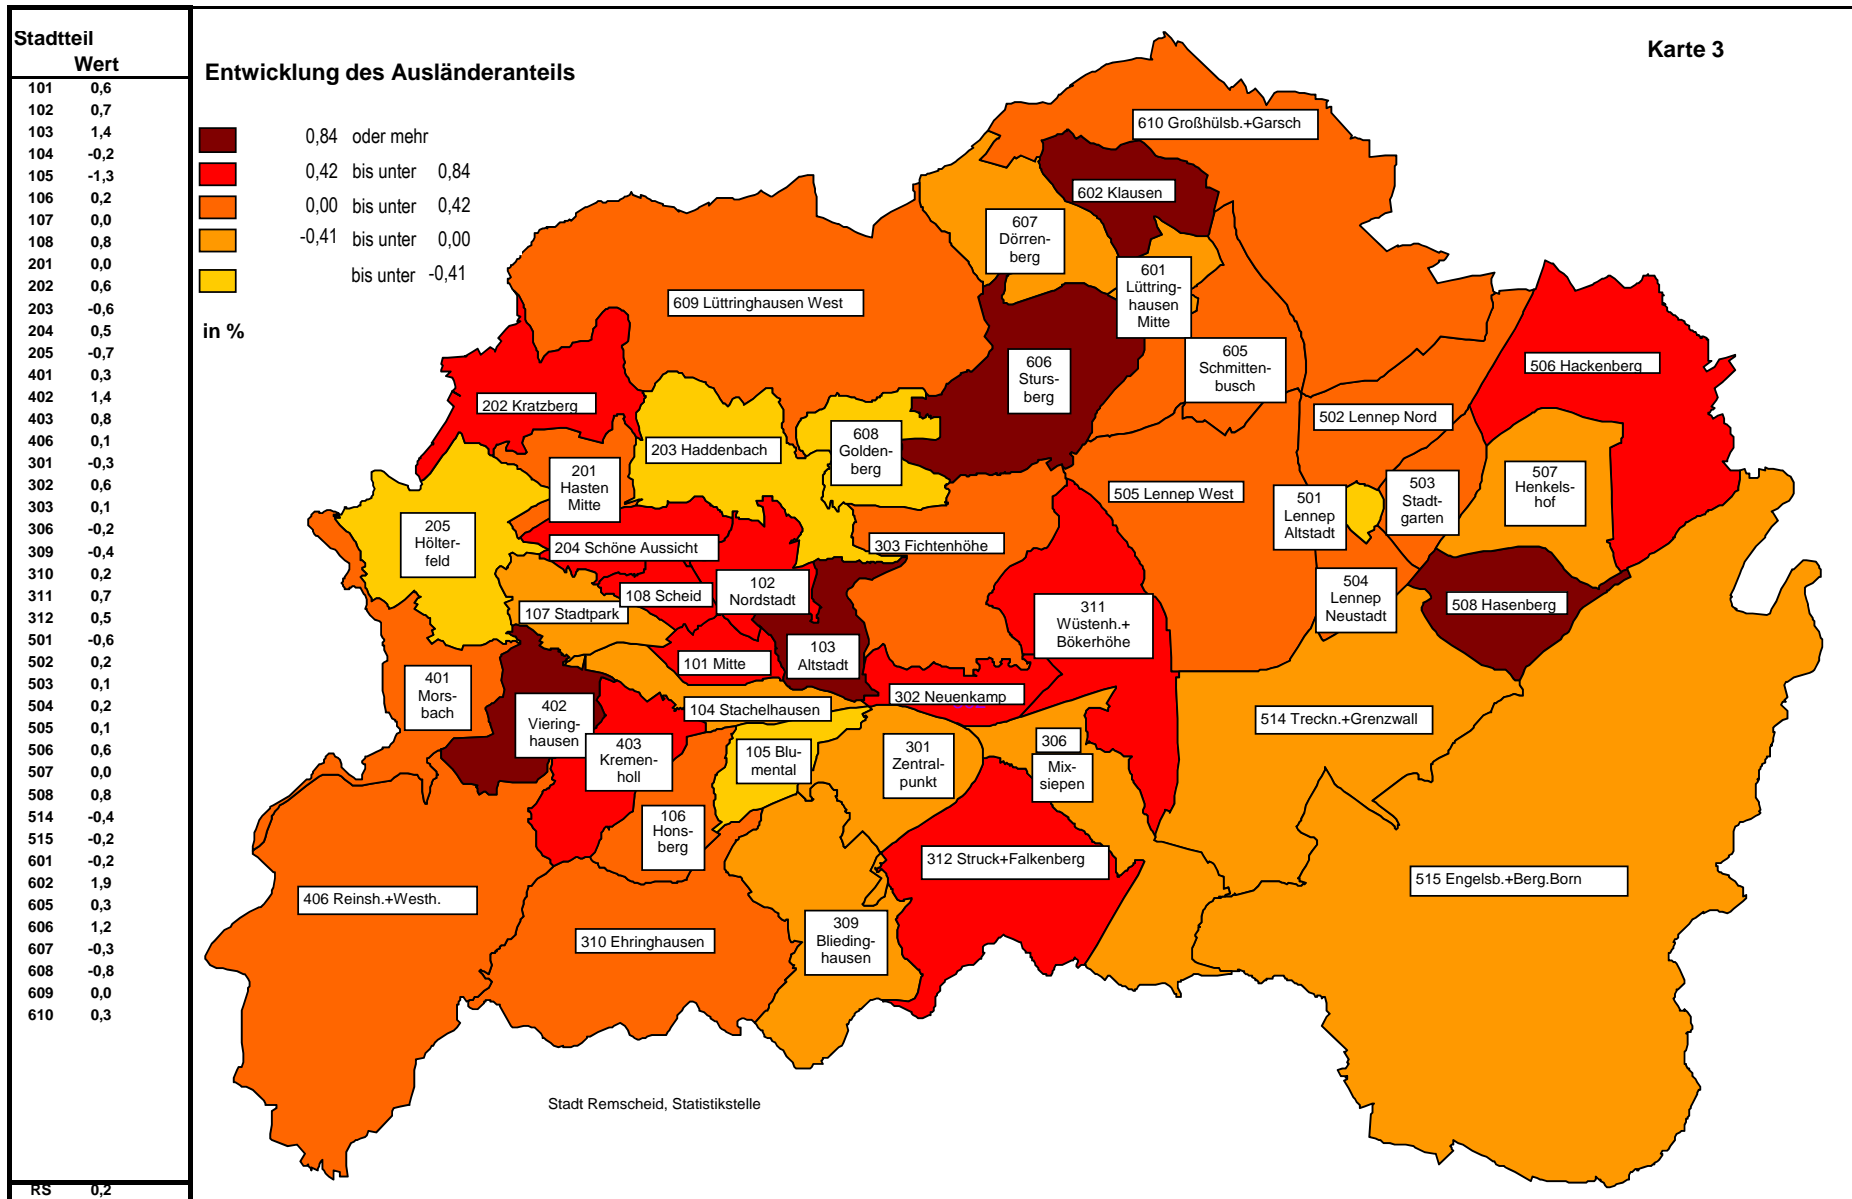 Stadtteil
Wert
101 0,6
102 0,7
103 1,4
104 -0,2
105 -1,3
106 0,2
107 0,0
108 0,8
201 0,0
202 0,6
203 -0,6
204 0,5
205 -0,7
401 0,3
402 1,4
403 0,8
406 0,1
301 -0,3
302 0,6
303 0,1
306 -0,2
309 -0,4
310 0,2
311 0,7
312 0,5
501 -0,6
502 0,2
503 0,1
504 0,2
505 0,1
506 0,6
507 0,0
508 0,8
514 -0,4
515 -0,2
601 -0,2
602 1,9
605 0,3
606 1,2
607 -0,3
608 -0,8
609 0,0
610 0,3
RS 0,2
Entwicklung des Ausländeranteils
0,84 oder mehr
0,42 bis unter 0,84
0,00 bis unter 0,42
-0,41 bis unter 0,00
bis unter -0,41
in %
Karte 3
610 Großhülsb.+Garsch
602 Klausen
607
Dörren-
berg
601
Lüttring-
hausen
Mitte
609 Lüttringhausen West
606
Sturs-
berg
605
Schmitten-
busch
506 Hackenberg
202 Kratzberg
502 Lennep Nord
203 Haddenbach
608
Golden-
berg
201
Hasten
Mitte
505 Lennep West
501
Lennep
Altstadt
503
Stadt-
garten
507
Henkels-
hof
205
Hölter-
feld
204 Schöne Aussicht
303 Fichtenhöhe
102
Nordstadt
108 Scheid
107 Stadtpark
504
Lennep
Neustadt
508 Hasenberg
311
Wüstenh.+
Bökerhöhe
103
Altstadt
101 Mitte
401
Mors-
bach
302 Neuenkamp
402
Viering-
hausen
104 Stachelhausen
514 Treckn.+Grenzwall
403
Kremen-
holl
105 Blu-
mental
301
Zentral-
punkt
306
Mix-
siepen
106
Hons-
berg
312 Struck+Falkenberg
515 Engelsb.+Berg.Born
406 Reinsh.+Westh.
310 Ehringhausen
309
Blieding-
hausen
Stadt Remscheid, Statistikstelle